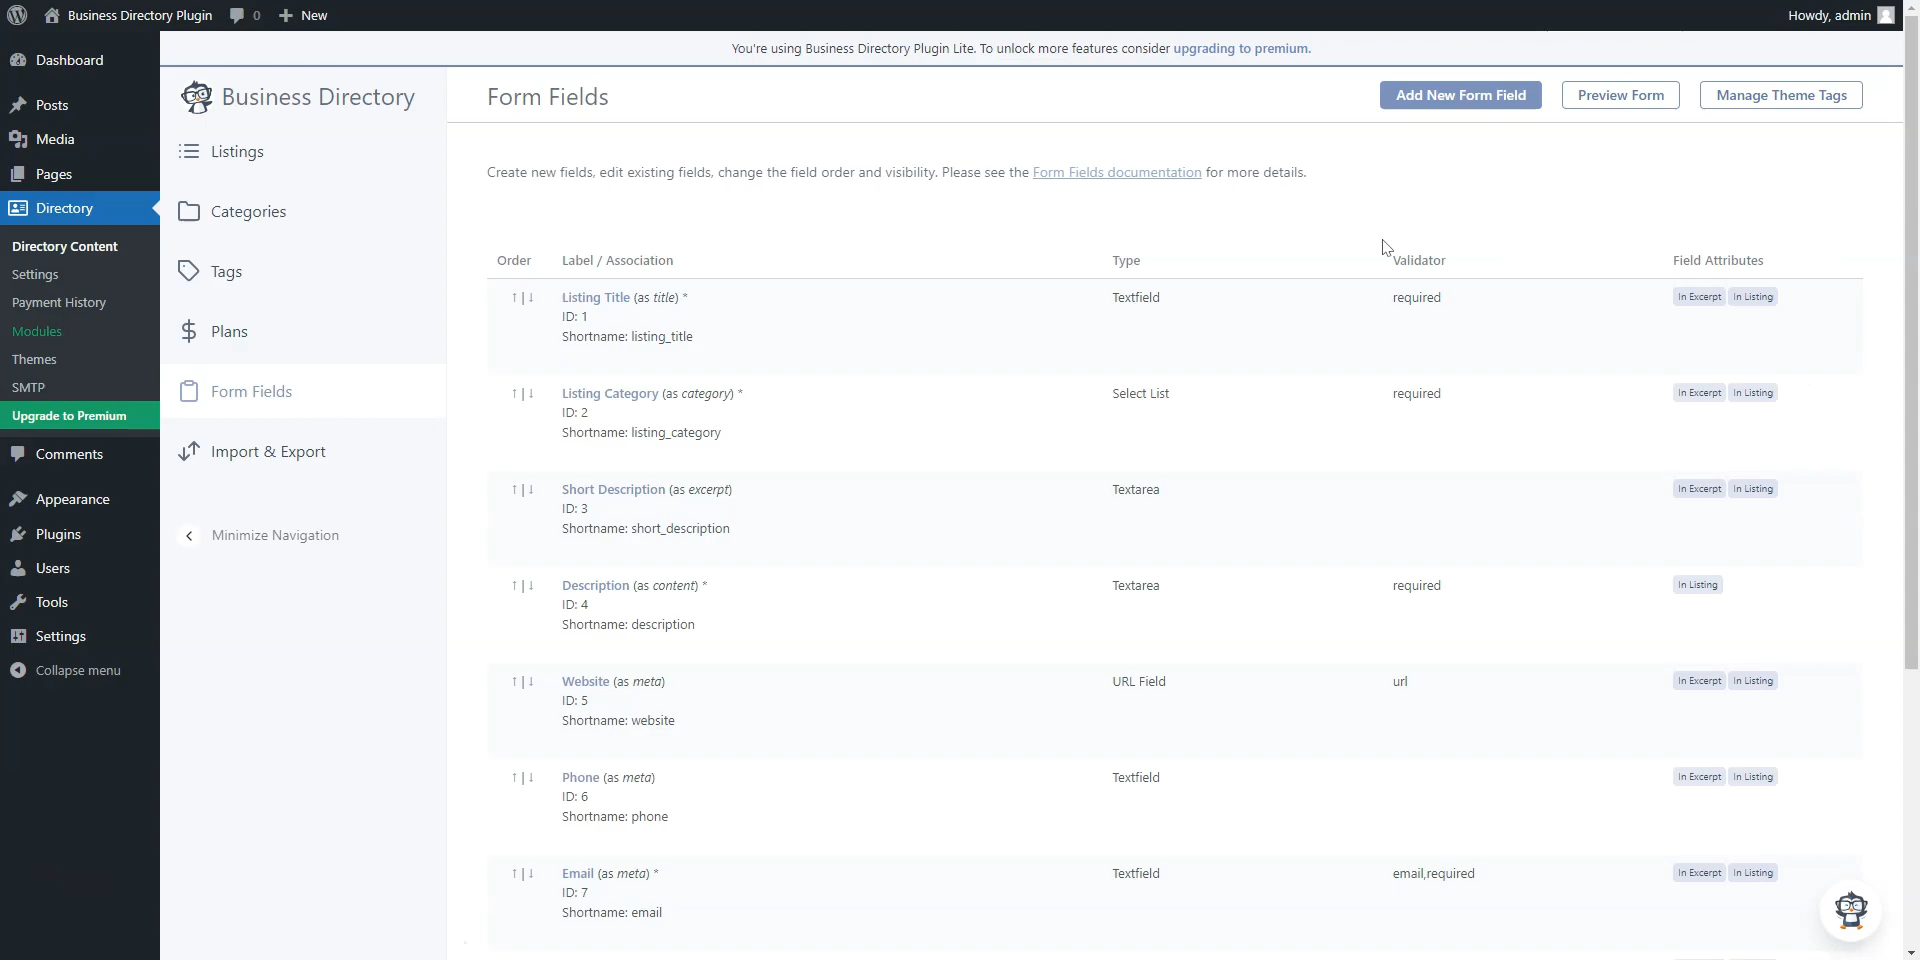 Business Directory Plugin 0 New Howdy, admin
You're using Business Directory Plugin Lite. To unlock more features consider upgrading to premium.
Dashboard
Posts
Media
Pages
Directory
Directory Content
Settings
Payment History
Modules
Themes
SMTP
Upgrade to Premium
Comments
Appearance
Plugins
Users
Tools
Settings
Collapse menu
Business Directory
Listings
Categories
Tags
Plans
Form Fields
Import & Export
Minimize Navigation
Form Fields Add New Form Field Preview Form Manage Theme Tags
Create new fields, edit existing fields, change the field order and visibility. Please see the Form Fields documentation for more details.
Order Label / Association Type Validator Field Attributes
↑ | ↓ Listing Title (as title) * Textfield required In Excerpt In Listing
ID: 1
Shortname: listing_title
↑ | ↓ Listing Category (as category) * Select List required In Excerpt In Listing
ID: 2
Shortname: listing_category
↑ | ↓ Short Description (as excerpt) Textarea In Excerpt In Listing
ID: 3
Shortname: short_description
↑ | ↓ Description (as content) * Textarea required In Listing
ID: 4
Shortname: description
↑ | ↓ Website (as meta) URL Field url In Excerpt In Listing
ID: 5
Shortname: website
↑ | ↓ Phone (as meta) Textfield In Excerpt In Listing
ID: 6
Shortname: phone
↑ | ↓ Email (as meta) * Textfield email,required In Excerpt In Listing
ID: 7
Shortname: email